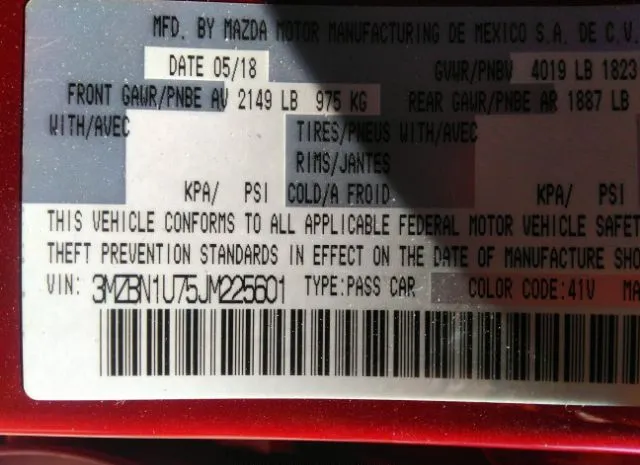 MFD. BY MAZDA MOTOR MANUFACTURING DE MEXICO S.A. DE C.V.
DATE 05/18 GVWR/PNBV 4019 LB 1823
FRONT GAWR/PNBE AV 2149 LB 975 KG REAR GAWR/PNBE AR 1887 LB
WITH/AVEC TIRES/PNEUS WITH/AVEC
RIMS/JANTES
KPA/ PSI COLD/A FROID KPA/ PSI
THIS VEHICLE CONFORMS TO ALL APPLICABLE FEDERAL MOTOR VEHICLE SAFET
THEFT PREVENTION STANDARDS IN EFFECT ON THE DATE OF MANUFACTURE SHO
VIN: 3MZBN1U75JM225601 TYPE:PASS CAR COLOR CODE:41V MA